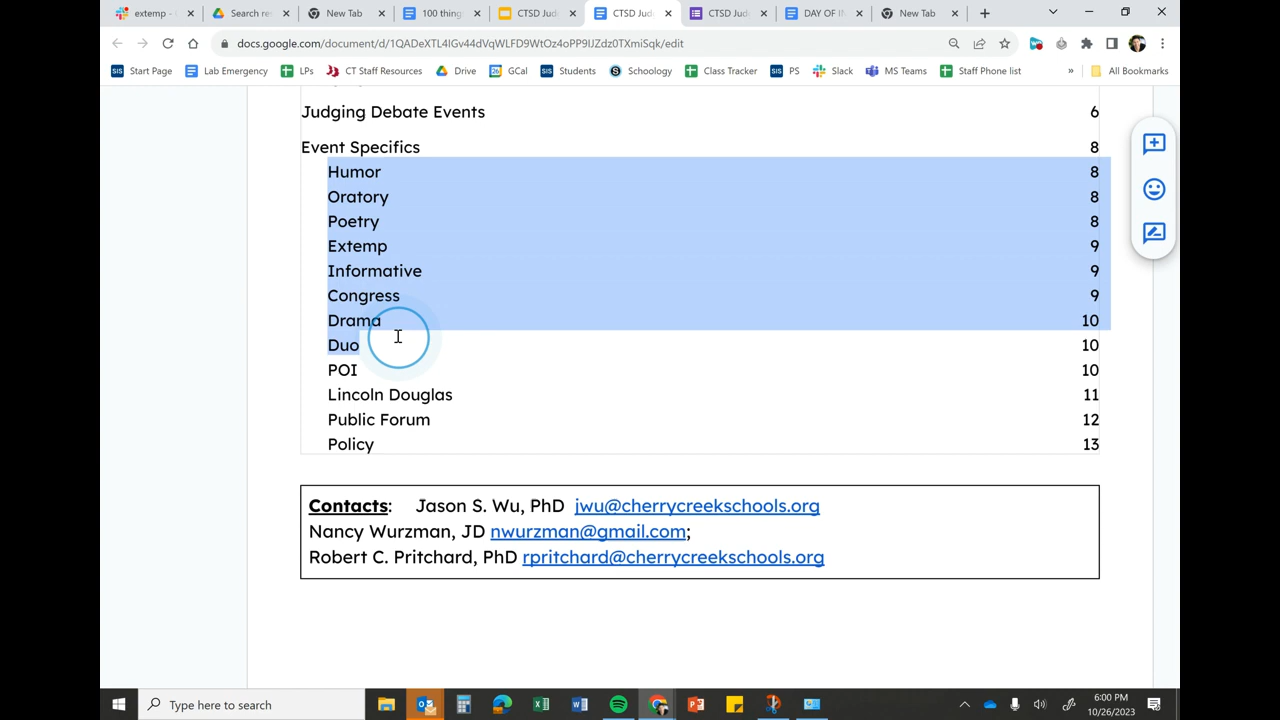 extemp -
Search re
New Tab
100 thing
CTSD Jud
CTSD Jud
CTSD Jud
DAY OF I
New Tab
docs.google.com/document/d/1QADeXTL4IGv44dVqWLFD9WtOz4oPP9IJZdz0TXmiSqk/edit
Start Page
Lab Emergency
LPs
CT Staff Resources
Drive
GCal
Students
Schoology
Class Tracker
PS
Slack
MS Teams
Staff Phone list
»
All Bookmarks
Judging Debate Events 6
Event Specifics 8
Humor 8
Oratory 8
Poetry 8
Extemp 9
Informative 9
Congress 9
Drama 10
Duo 10
POI 10
Lincoln Douglas 11
Public Forum 12
Policy 13
Contacts: Jason S. Wu, PhD jwu@cherrycreekschools.org
Nancy Wurzman, JD nwurzman@gmail.com;
Robert C. Pritchard, PhD rpritchard@cherrycreekschools.org
Type here to search
6:00 PM
10/26/2023